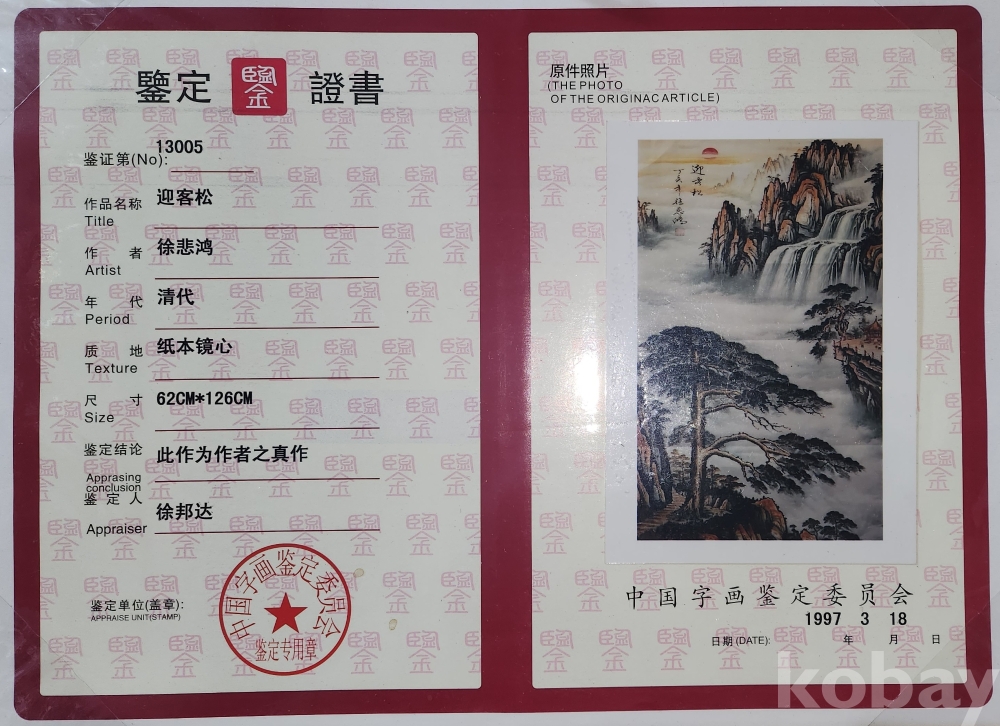 鑒定
鑒
證書
鉴证第(No):
13005
作品名称
Title
迎客松
作者
Artist
徐悲鸿
年代
Period
清代
质地
Texture
纸本镜心
尺寸
Size
62CM*126CM
鉴定结论
Apprasing
conclusion
此作为作者之真作
鉴定人
Appraiser
徐邦达
鉴定单位(盖章):
APPRAISE UNIT(STAMP)
中国字画鉴定委员会
鉴定专用章
原件照片
(THE PHOTO
OF THE ORIGINACARTICLE)
迎客松
中国字画鉴定委员会
1997 3 18
日期(DATE): 年 月 日
kobay